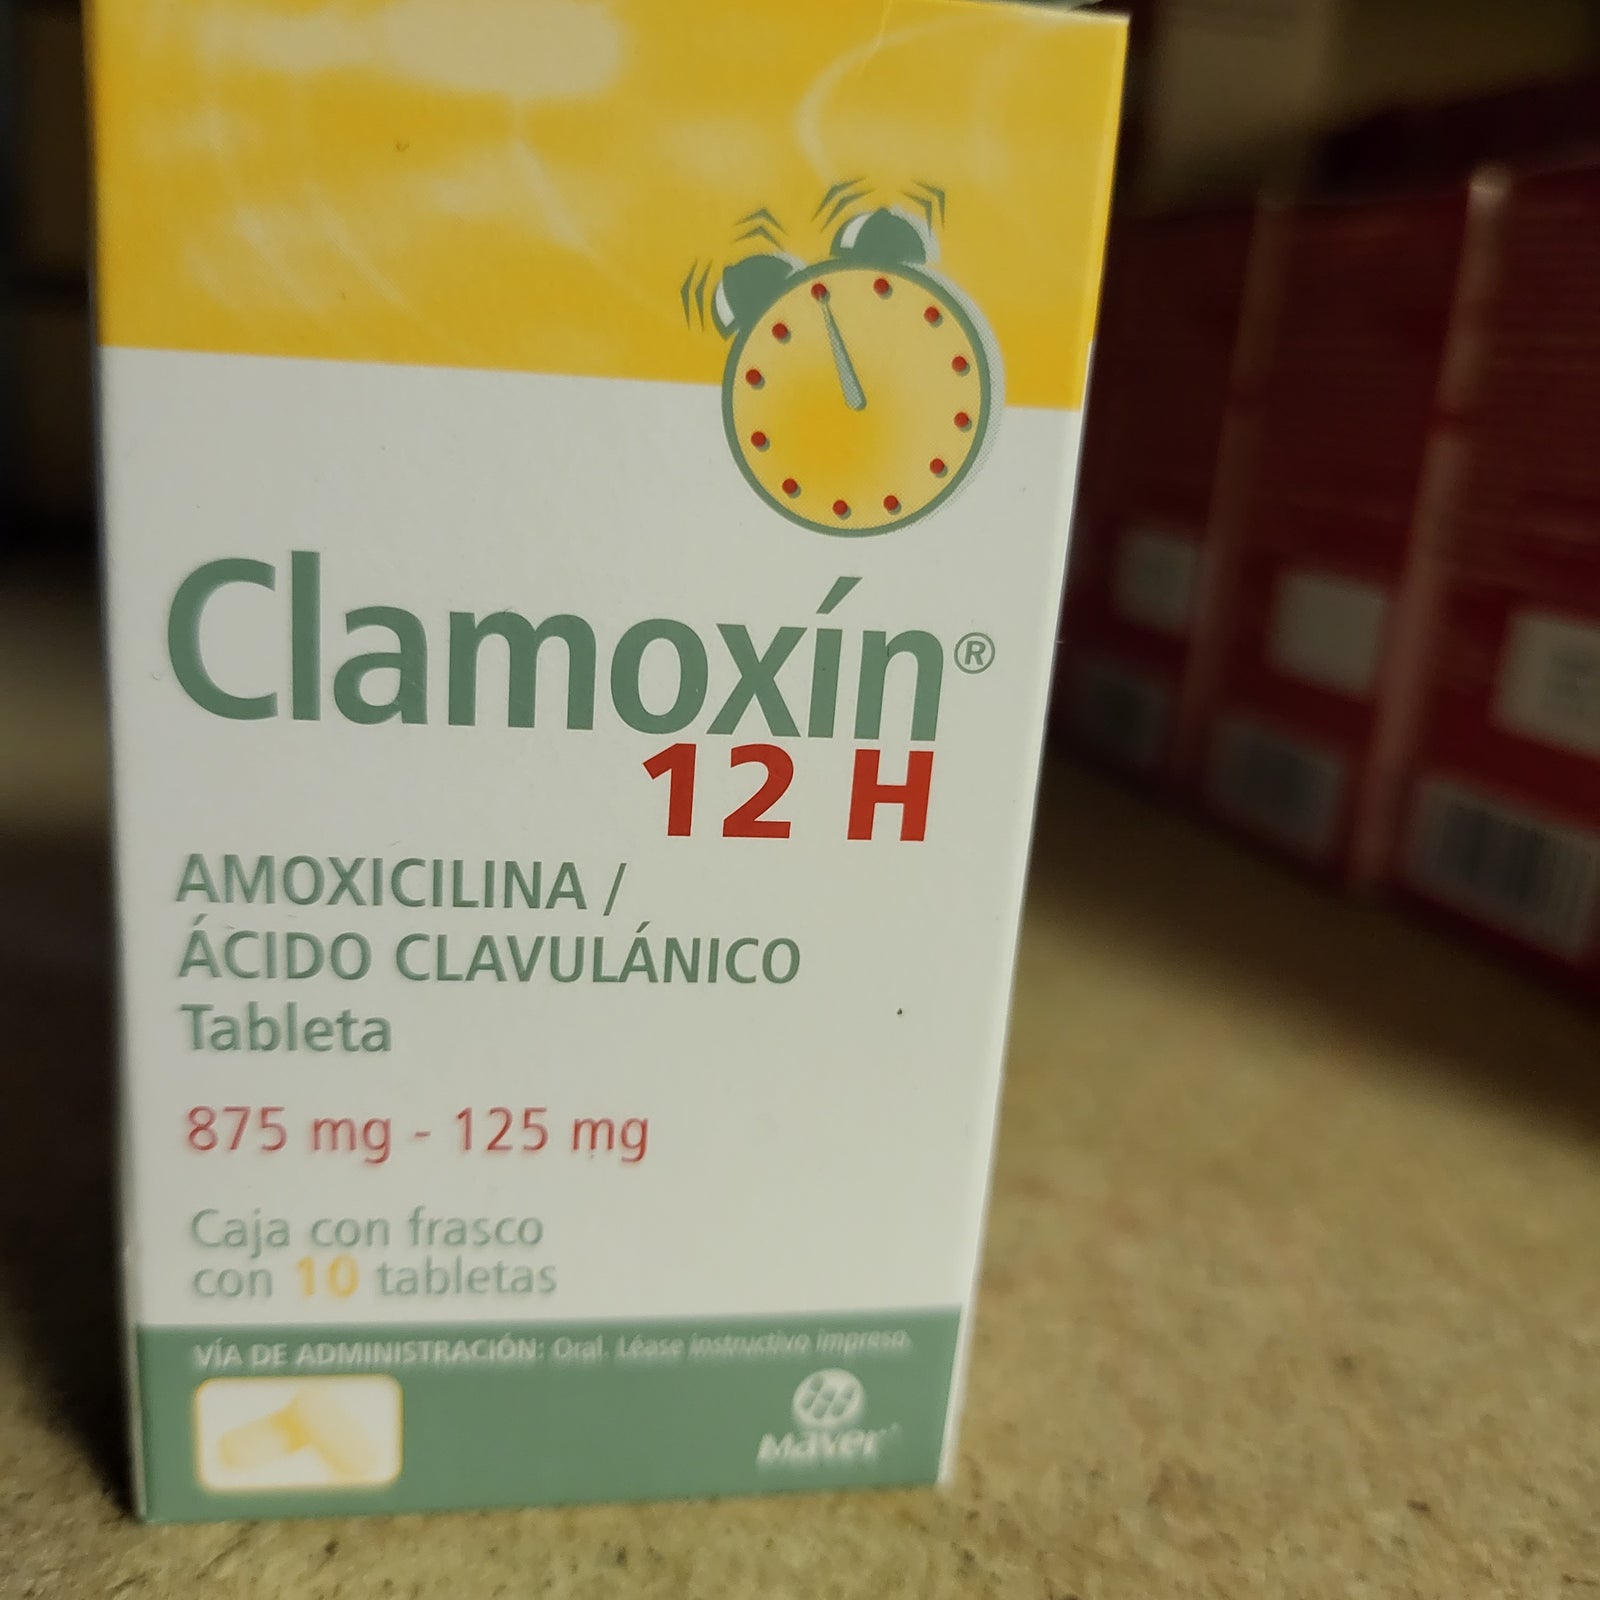 Clamoxín®
12 H
AMOXICILINA /
ÁCIDO CLAVULÁNICO
Tableta
875 mg - 125 mg
Caja con frasco
con 10 tabletas
VÍA DE ADMINISTRACIÓN: Oral. Léase instructivo impreso.
Maver